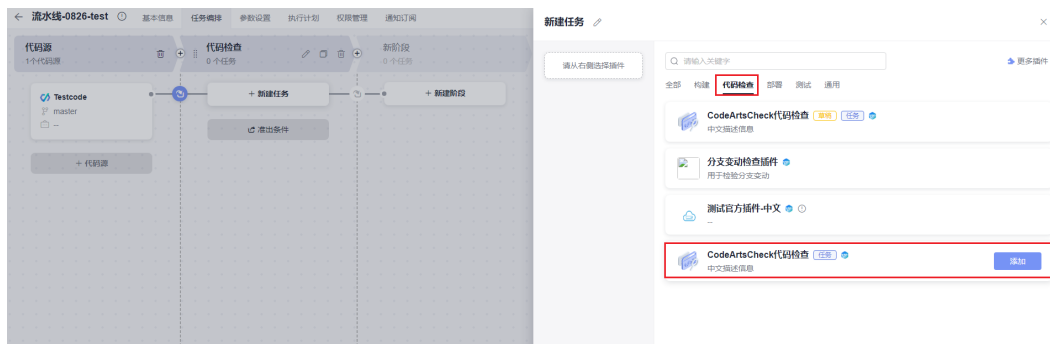 流水线-0826-test 基本信息 任务编排 参数设置 执行计划 权限管理 通知订阅
代码源
1个代码源
代码检查
0 个任务
新阶段
0 个任务
Testcode
master
--
+ 代码源
+ 新建任务
准出条件
+ 新建阶段
新建任务
请从右侧选择插件
请输入关键字
更多插件
全部 构建 代码检查 部署 测试 通用
CodeArtsCheck代码检查 草稿 任务
中文描述信息
分支变动检查插件
用于检验分支变动
测试官方插件-中文
--
CodeArtsCheck代码检查 任务
中文描述信息
添加